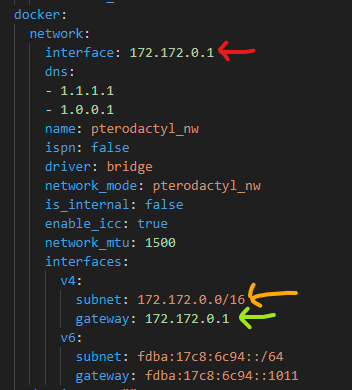 docker:
network:
interface: 172.172.0.1
dns:
- 1.1.1.1
- 1.0.0.1
name: pterodactyl_nw
ispn: false
driver: bridge
network_mode: pterodactyl_nw
is_internal: false
enable_icc: true
network_mtu: 1500
interfaces:
v4:
subnet: 172.172.0.0/16
gateway: 172.172.0.1
v6:
subnet: fdba:17c8:6c94::/64
gateway: fdba:17c8:6c94::1011